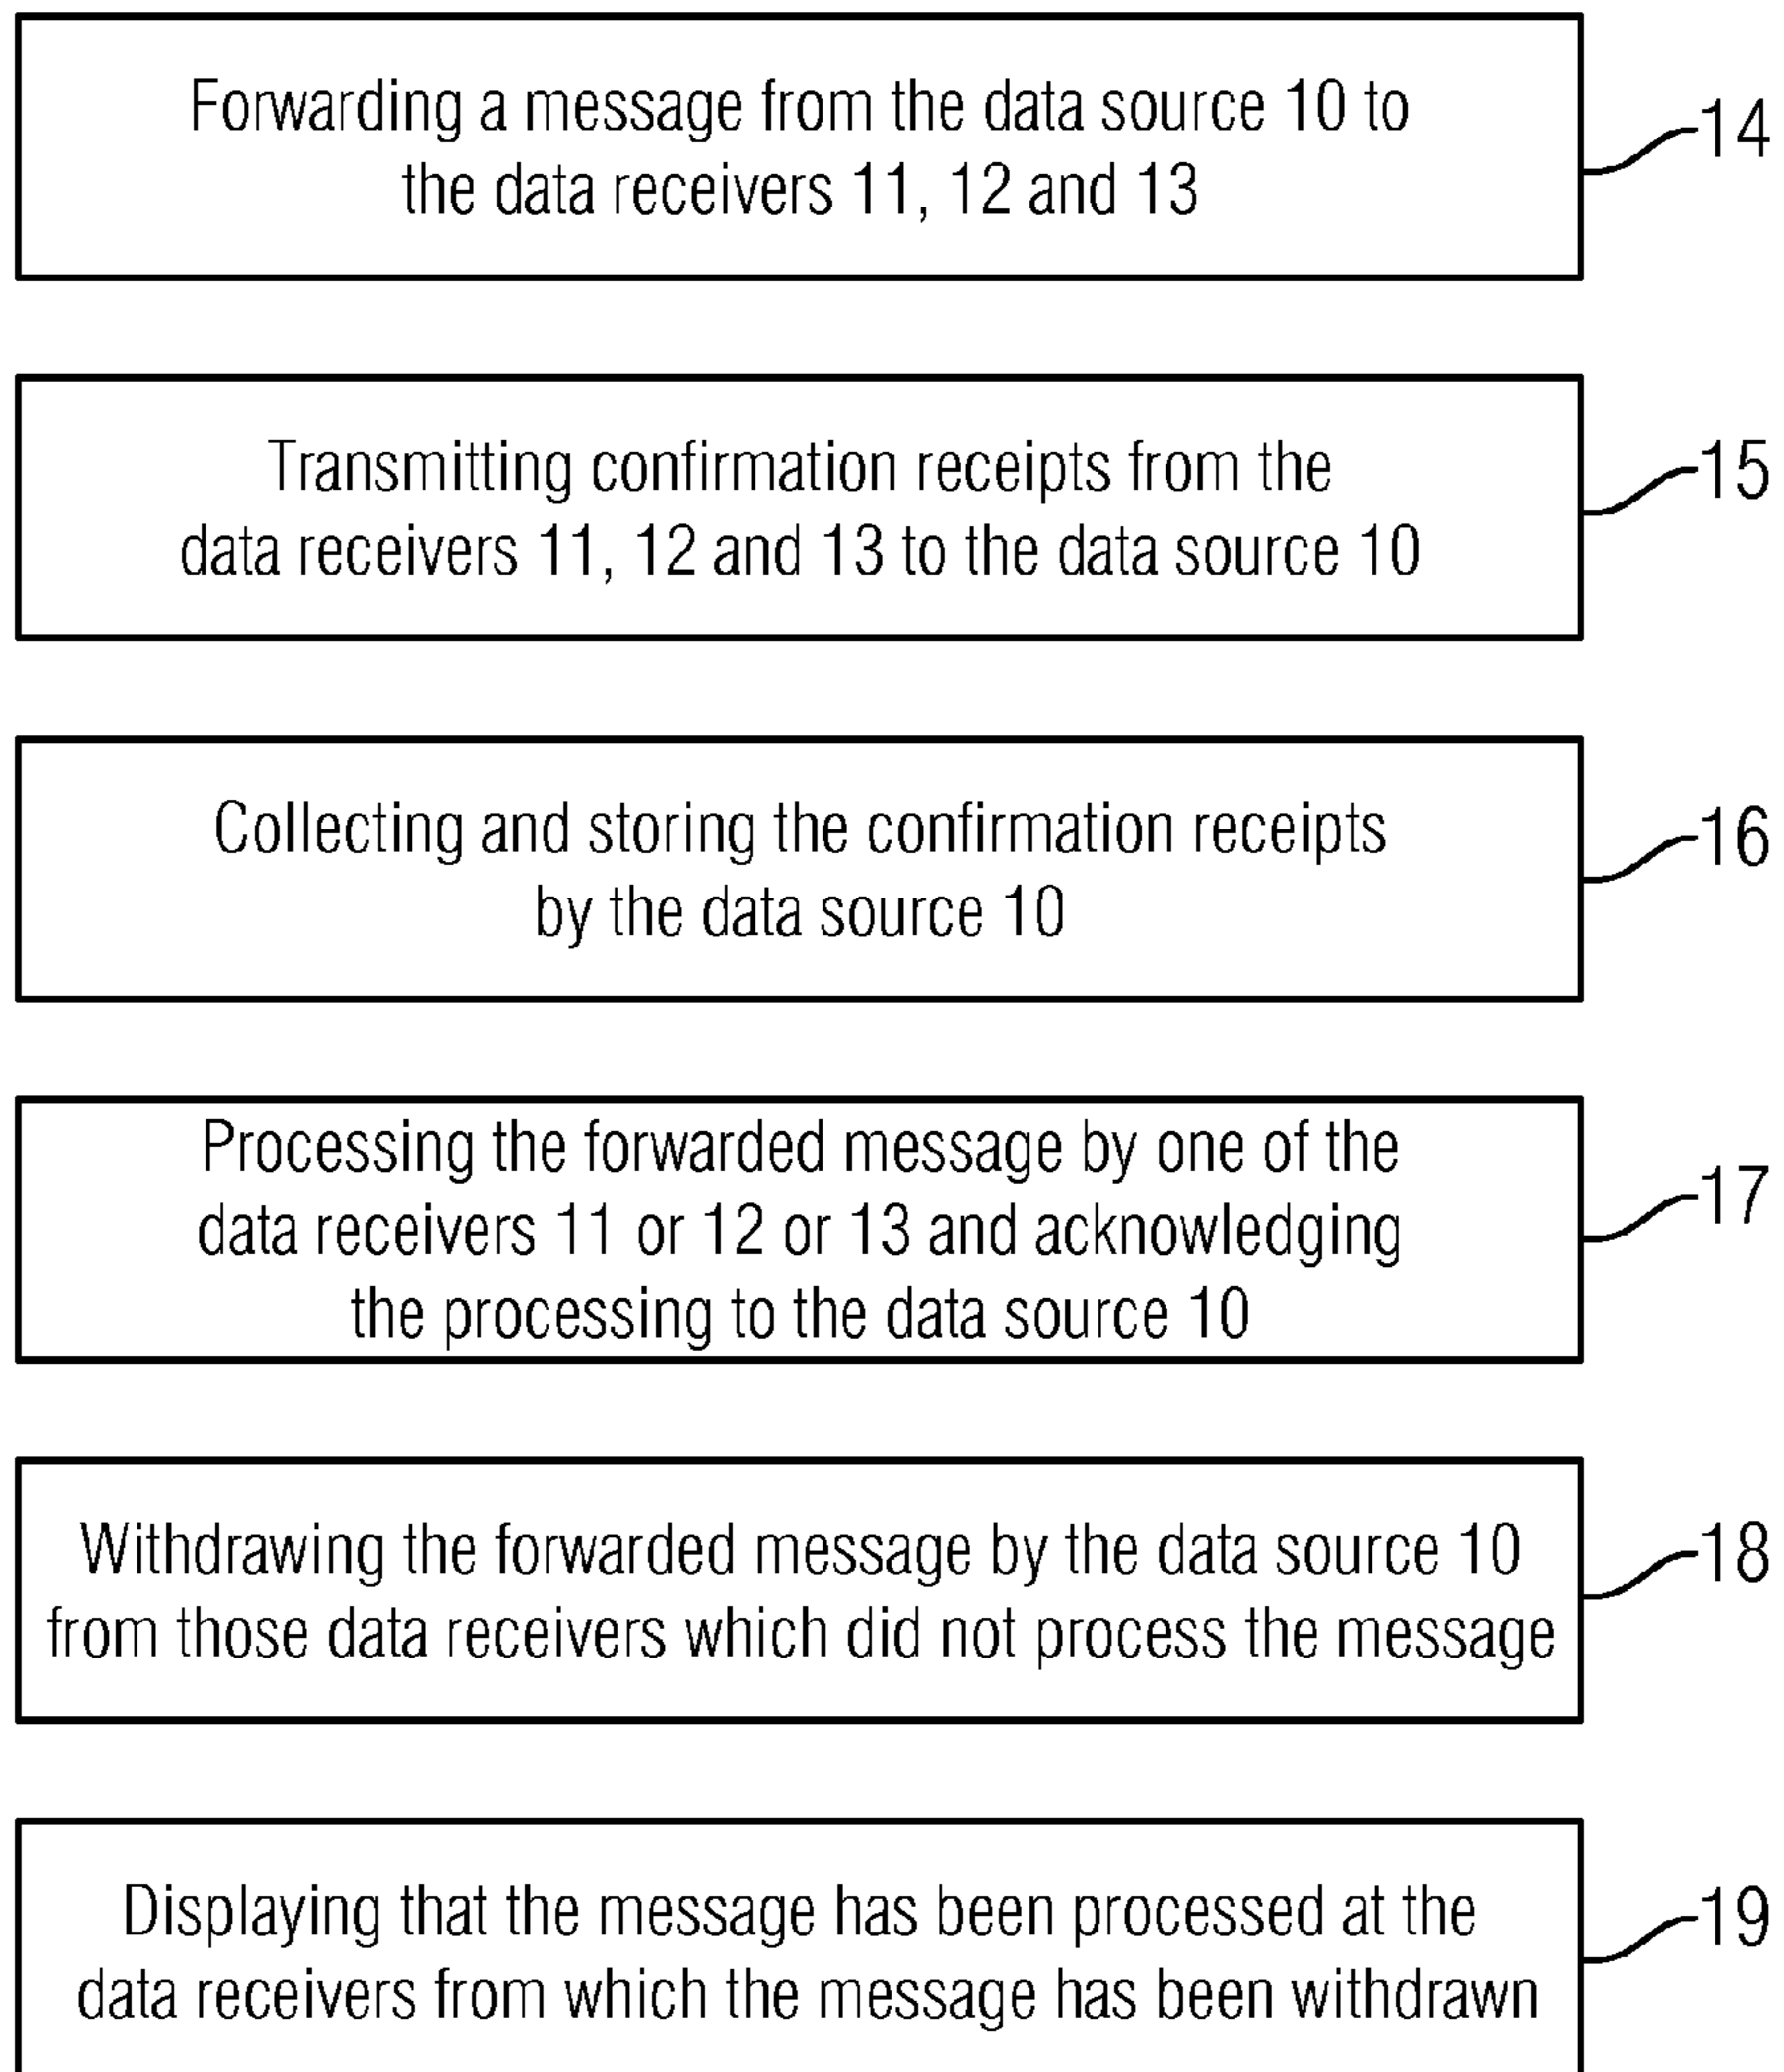 Forwarding a message from the data source 10 to
the data receivers 11, 12 and 13
14
Transmitting confirmation receipts from the
data receivers 11, 12 and 13 to the data source 10
15
Collecting and storing the confirmation receipts
by the data source 10
16
Processing the forwarded message by one of the
data receivers 11 or 12 or 13 and acknowledging
the processing to the data source 10
17
Withdrawing the forwarded message by the data source 10
from those data receivers which did not process the message
18
Displaying that the message has been processed at the
data receivers from which the message has been withdrawn
19